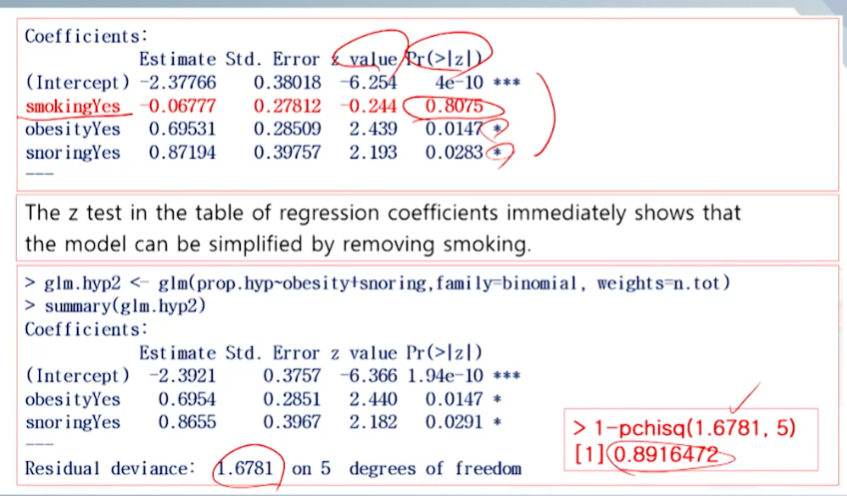 Coefficients:
Estimate Std. Error z value Pr(>|z|)
(Intercept) -2.37766 0.38018 -6.254 4e-10 ***
smokingYes -0.06777 0.27812 -0.244 0.8075
obesityYes 0.69531 0.28509 2.439 0.0147 *
snoringYes 0.87194 0.39757 2.193 0.0283 *
---
The z test in the table of regression coefficients immediately shows that
the model can be simplified by removing smoking.
> glm.hyp2 <- glm(prop.hyp~obesity+snoring,family=binomial, weights=n.tot)
> summary(glm.hyp2)
Coefficients:
Estimate Std. Error z value Pr(>|z|)
(Intercept) -2.3921 0.3757 -6.366 1.94e-10 ***
obesityYes 0.6954 0.2851 2.440 0.0147 *
snoringYes 0.8655 0.3967 2.182 0.0291 *
---
Residual deviance: 1.6781 on 5 degrees of freedom
> 1-pchisq(1.6781, 5)
[1] 0.8916472